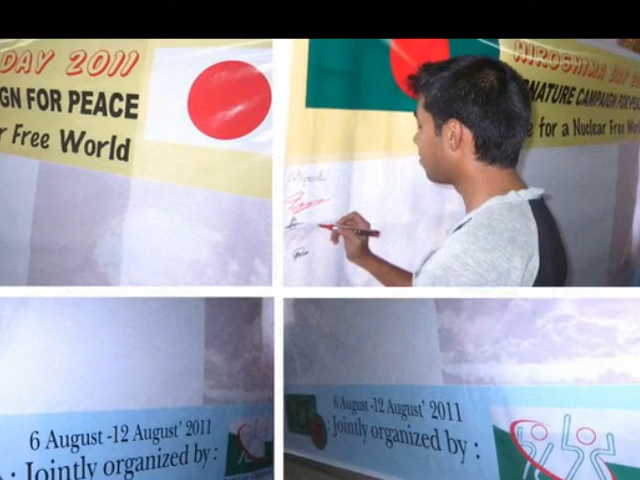 DAY 2011
GN FOR PEACE
r Free World
HIROSHIMA DAY
NATURE CAMPAIGN FOR
e for a Nuclear Free Worl
6 August -12 August' 2011
: Jointly organized by :
6 August -12 August' 2011
: Jointly organized by :